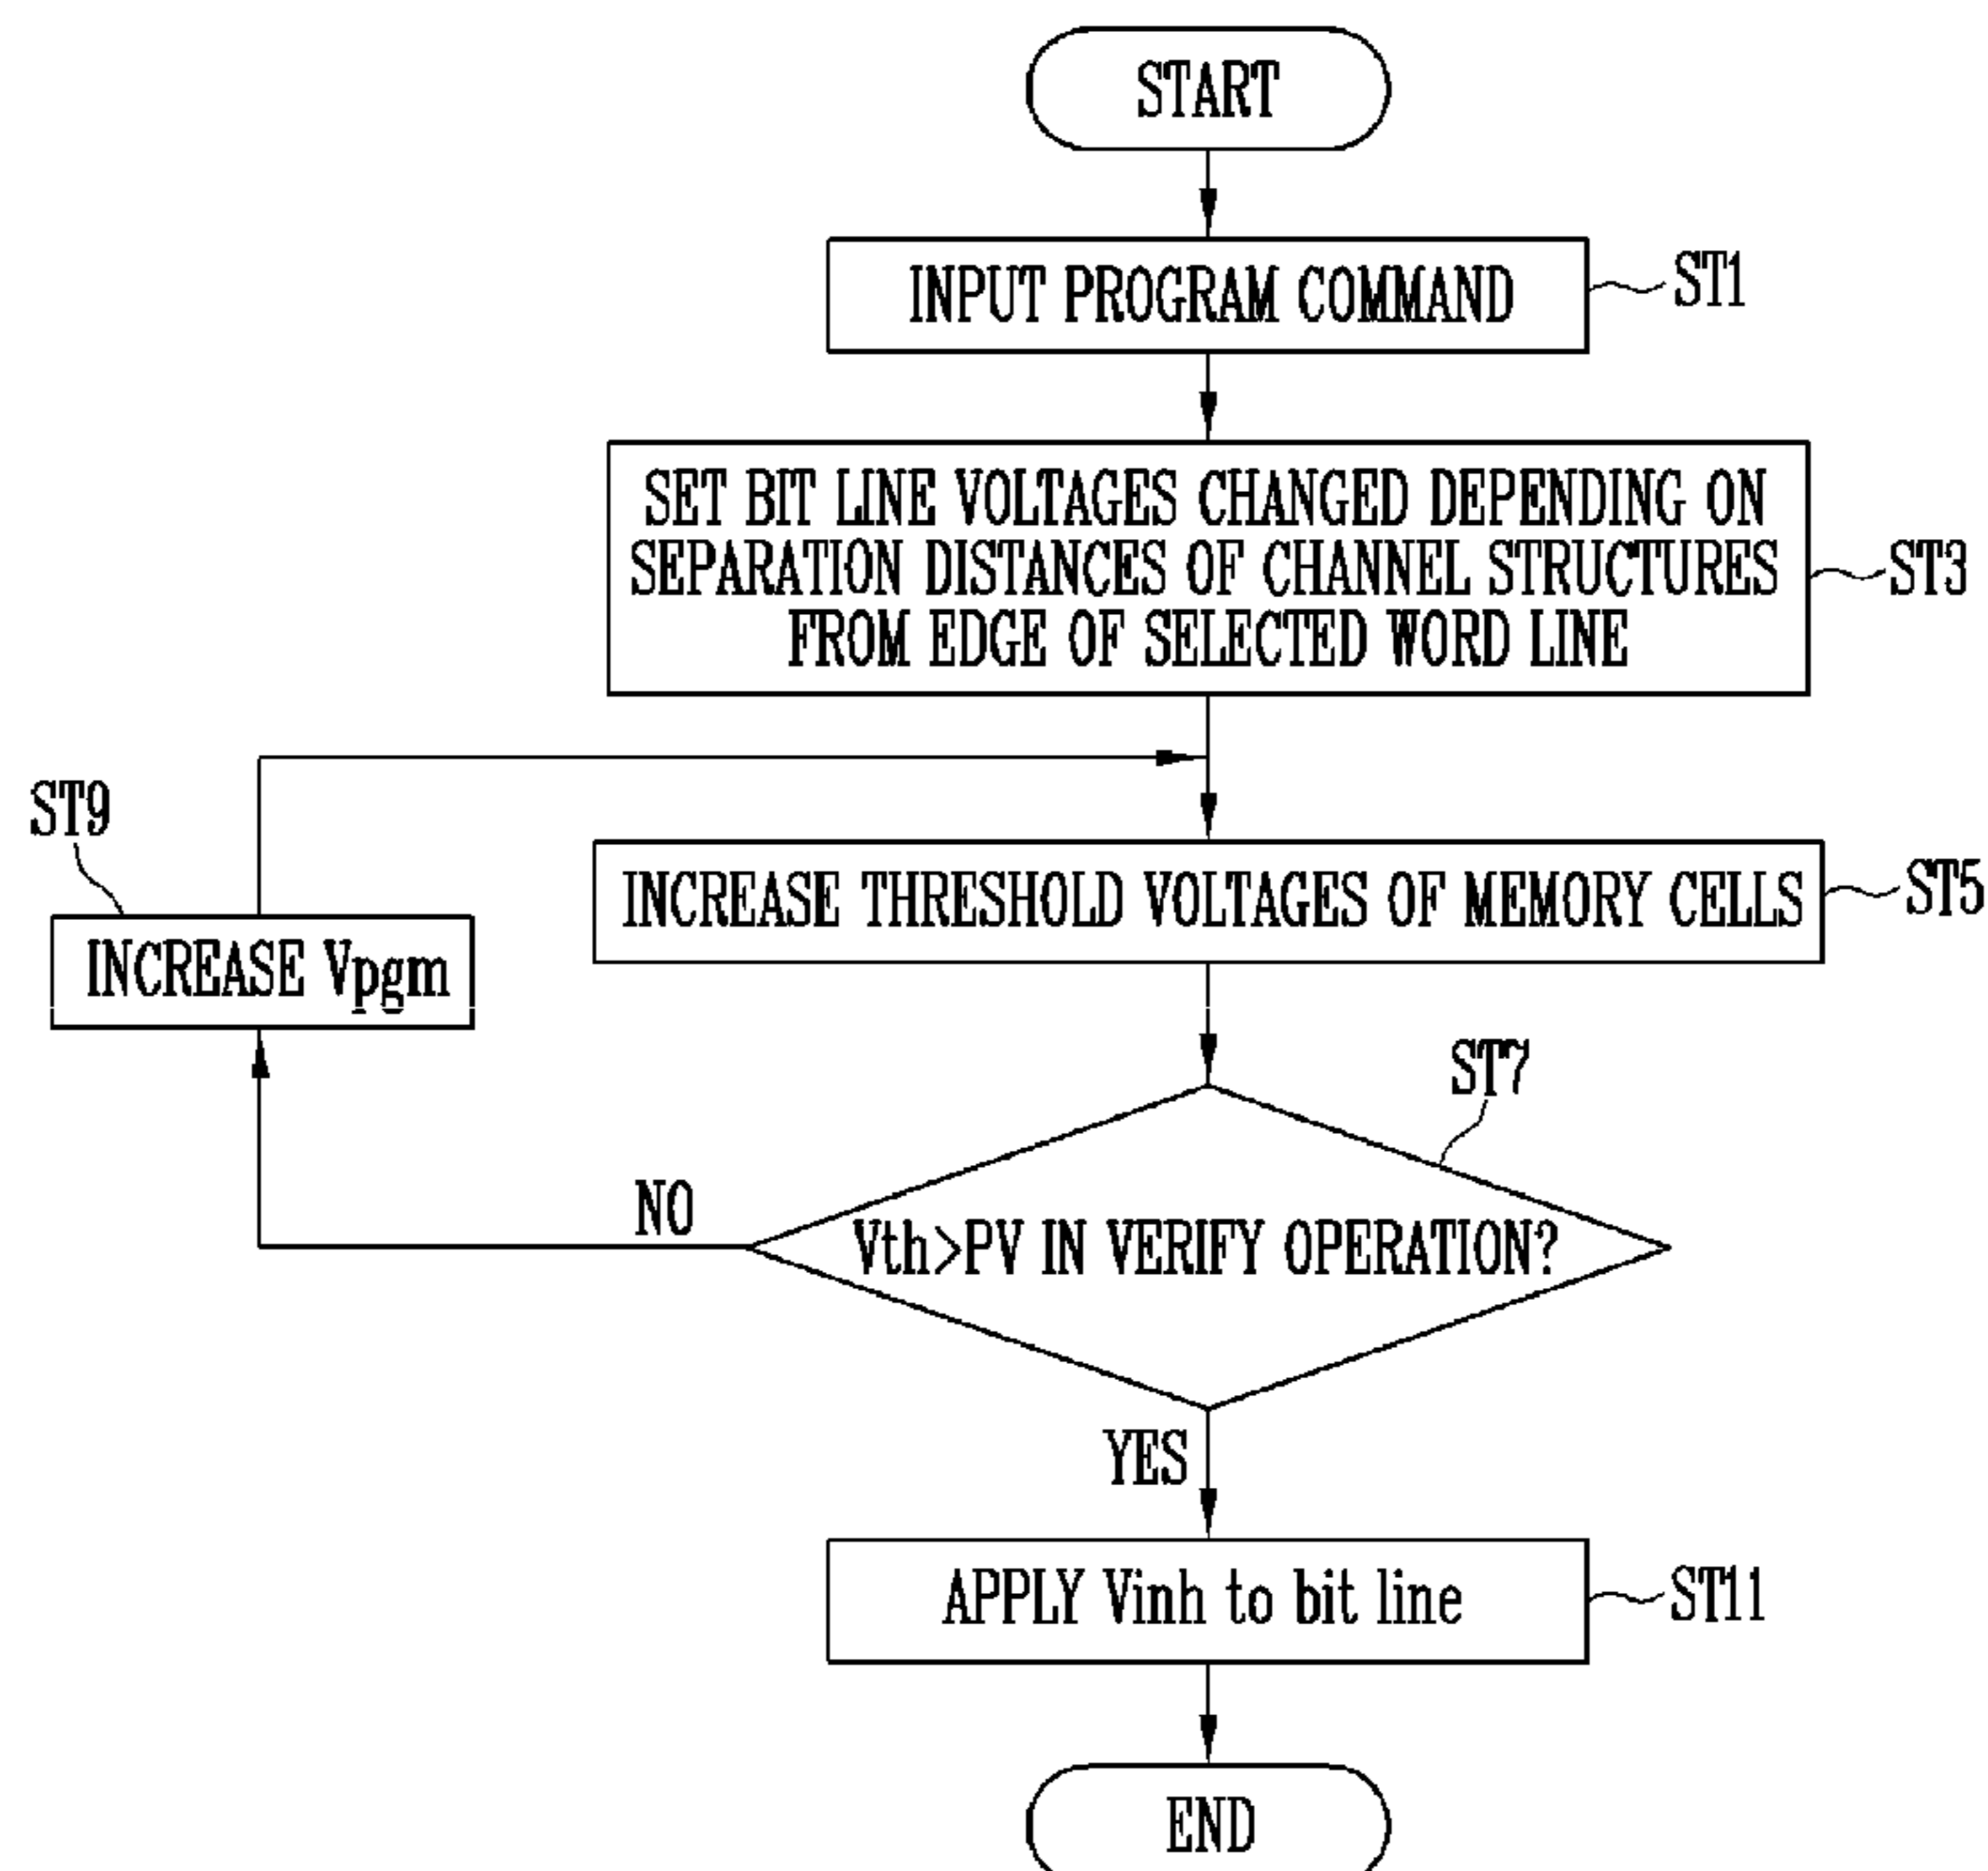 START
INPUT PROGRAM COMMAND
ST1
SET BIT LINE VOLTAGES CHANGED DEPENDING ON
SEPARATION DISTANCES OF CHANNEL STRUCTURES
FROM EDGE OF SELECTED WORD LINE
ST3
ST9
INCREASE Vpgm
INCREASE THRESHOLD VOLTAGES OF MEMORY CELLS
ST5
ST7
NO
Vth>PV IN VERIFY OPERATION?
YES
APPLY Vinh to bit line
ST11
END